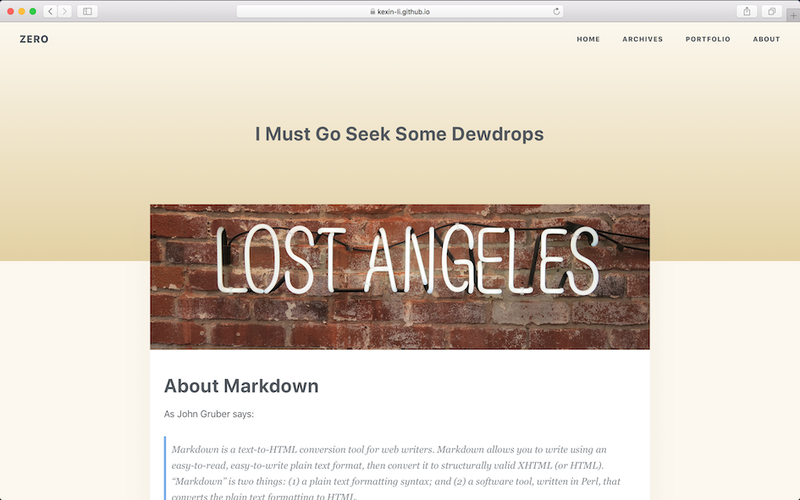 kexin-li.github.io
ZERO
HOME ARCHIVES PORTFOLIO ABOUT
I Must Go Seek Some Dewdrops
LOST ANGELES
About Markdown
As John Gruber says:
Markdown is a text-to-HTML conversion tool for web writers. Markdown allows you to write using an
easy-to-read, easy-to-write plain text format, then convert it to structurally valid XHTML (or HTML).
“Markdown” is two things: (1) a plain text formatting syntax; and (2) a software tool, written in Perl, that
converts the plain text formatting to HTML.